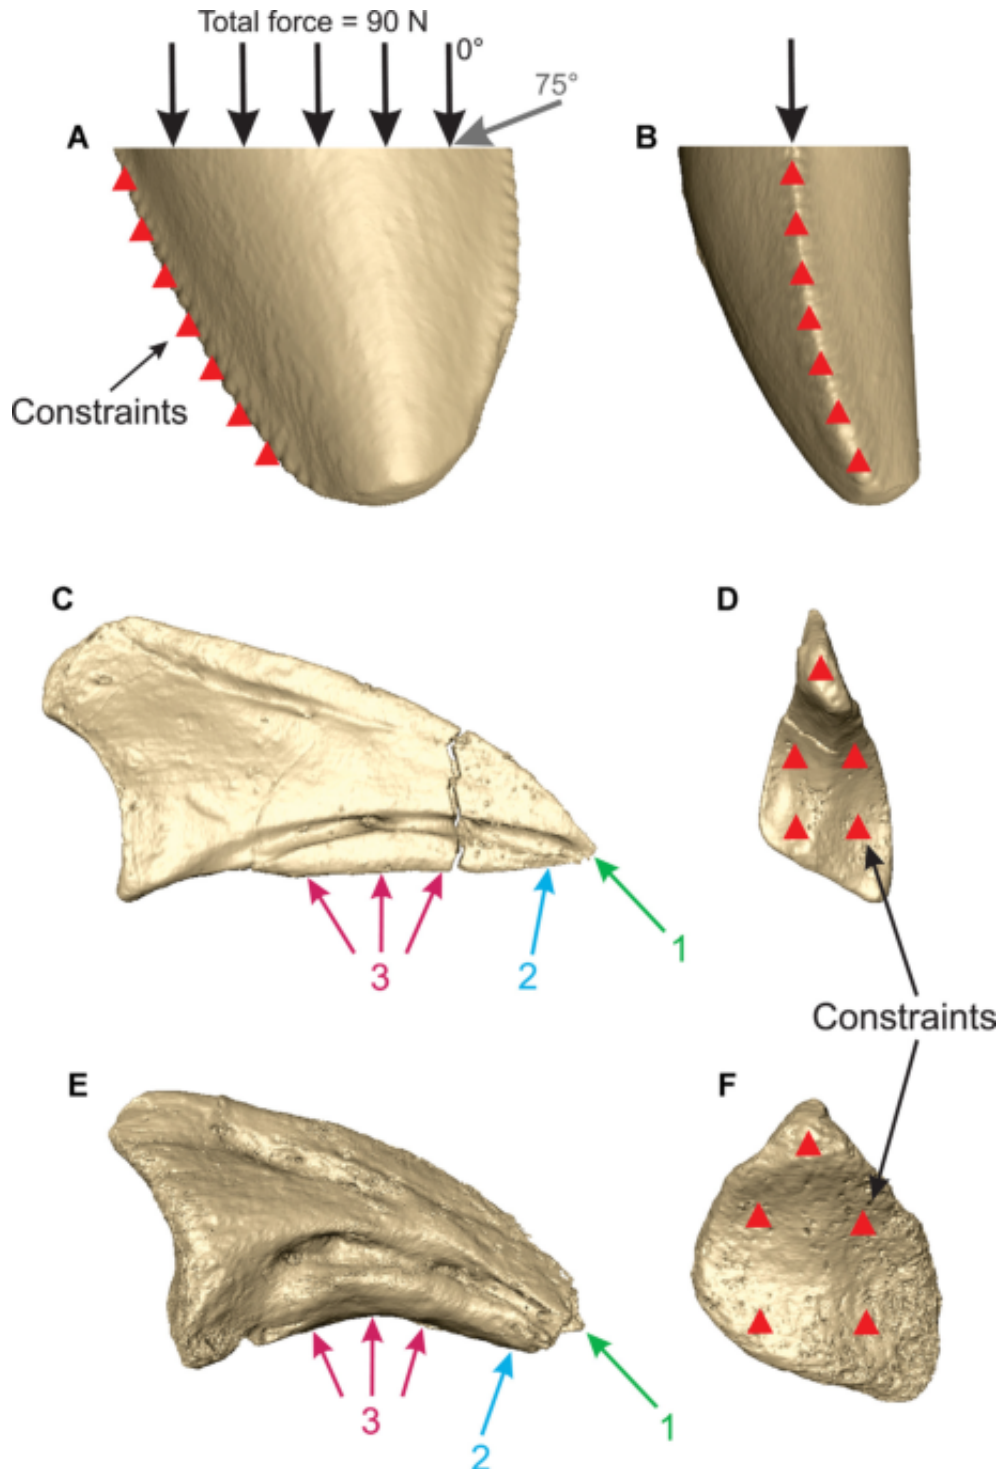 Total force = 90 N
0°
75°
A
B
Constraints
C
D
3
2
1
Constraints
E
F
3
2
1